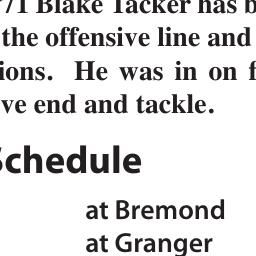 71 Blake Tacker has b
the offensive line and
ions. He was in on f
ve end and tackle.
Schedule
at Bremond
at Granger